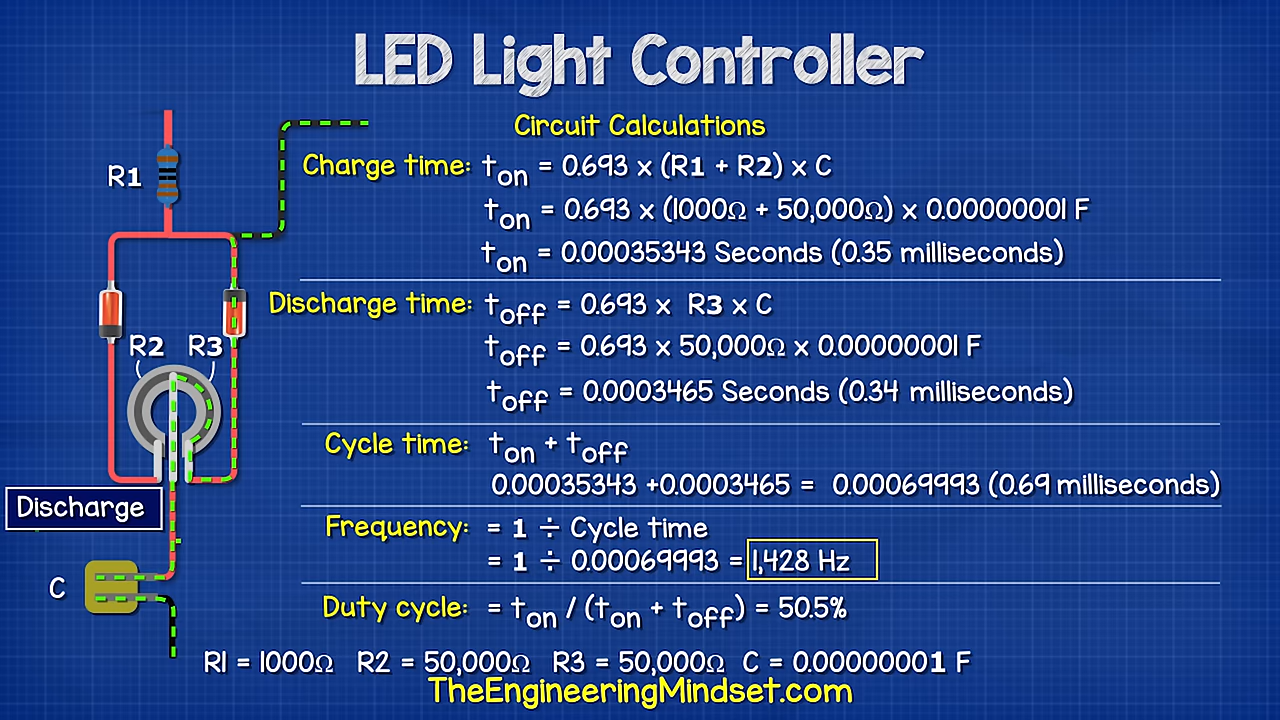 LED Light Controller
Circuit Calculations
R1
Charge time: ton = 0.693 x (R1 + R2) x C
ton = 0.693 x (1000Ω + 50,000Ω) x 0.00000001 F
ton = 0.00035343 Seconds (0.35 milliseconds)
Discharge time: toff = 0.693 x R3 x C
R2 R3
toff = 0.693 x 50,000Ω x 0.00000001 F
toff = 0.0003465 Seconds (0.34 milliseconds)
Cycle time: ton + toff
0.00035343 +0.0003465 = 0.00069993 (0.69 milliseconds)
Discharge
Frequency: = 1 ÷ Cycle time
= 1 ÷ 0.00069993 = 1,428 Hz
C
Duty cycle: = ton / (ton + toff) = 50.5%
R1 = 1000Ω R2 = 50,000Ω R3 = 50,000Ω C = 0.00000001 F
TheEngineeringMindset.com